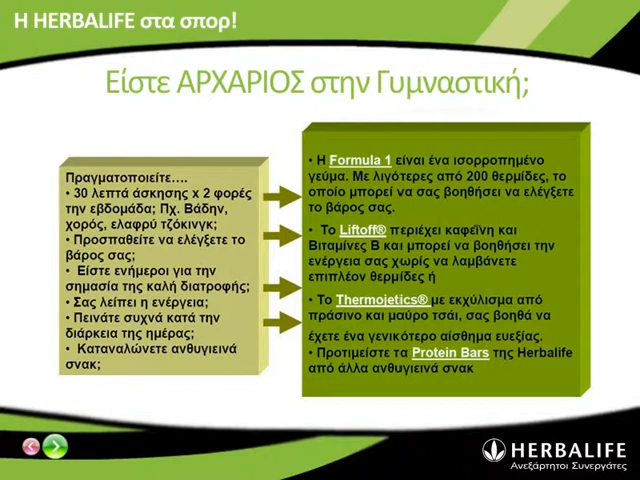 Η HERBALIFE στα σπορ!
Είστε ΑΡΧΑΡΙΟΣ στην Γυμναστική;
Πραγματοποιείτε….
• 30 λεπτά άσκησης x 2 φορές
την εβδομάδα; Πχ. Βάδην,
χορός, ελαφρύ τζόκινγκ;
• Προσπαθείτε να ελέγξετε το
βάρος σας;
• Είστε ενήμεροι για την
σημασία της καλή διατροφής;
• Σας λείπει η ενέργεια;
• Πεινάτε συχνά κατά την
διάρκεια της ημέρας;
• Καταναλώνετε ανθυγιεινά
σνακ;
• Η Formula 1 είναι ένα ισορροπημένο
γεύμα. Με λιγότερες από 200 θερμίδες, το
οποίο μπορεί να σας βοηθήσει να ελέγξετε
το βάρος σας.
• Το Liftoff® περιέχει καφεΐνη και
Βιταμίνες Β και μπορεί να βοηθήσει την
ενέργεια σας χωρίς να λαμβάνετε
επιπλέον θερμίδες ή
• Το Thermojetics® με εκχύλισμα από
πράσινο και μαύρο τσάι, σας βοηθά να
έχετε ένα γενικότερο αίσθημα ευεξίας.
• Προτιμείστε τα Protein Bars της Herbalife
από άλλα ανθυγιεινά σνακ
HERBALIFE
Ανεξάρτητοι Συνεργάτες